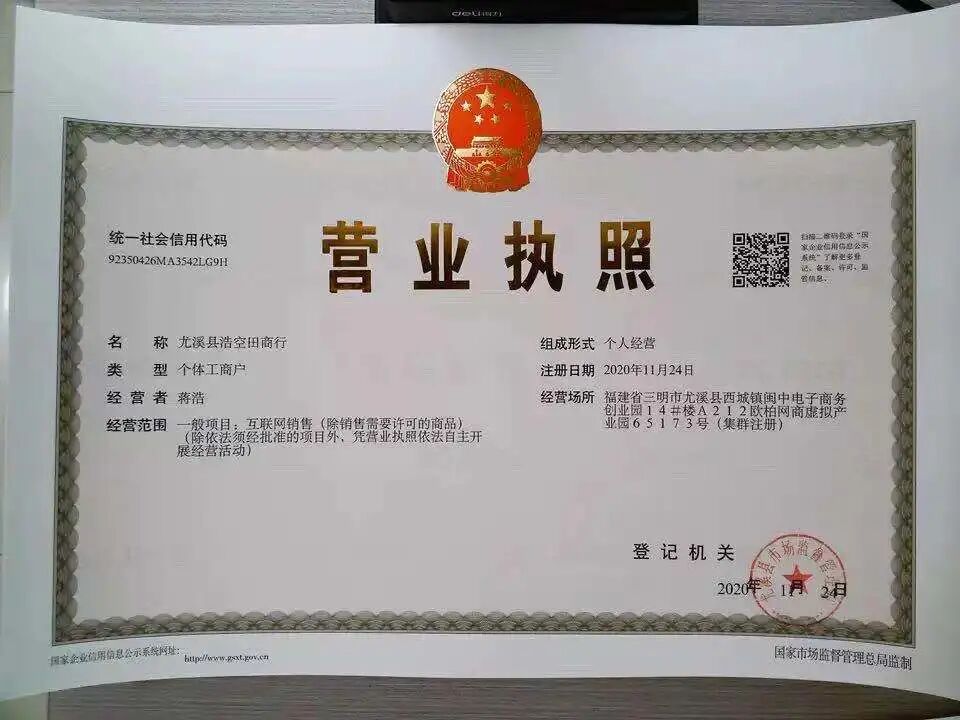 deli 得力
营业执照
统一社会信用代码
92350426MA3542LG9H
扫描二维码登录“国
家企业信用信息公示
系统”了解更多登
记、备案、许可、监
管信息。
名 称 尤溪县浩空田商行
类 型 个体工商户
经 营 者 蒋浩
经营范围 一般项目：互联网销售（除销售需要许可的商品）
（除依法须经批准的项目外、凭营业执照依法自主开
展经营活动）
组成形式 个人经营
注册日期 2020年11月24日
经营场所 福建省三明市尤溪县西城镇闽中电子商务
创业园14#楼A212欧柏网商虚拟产
业园65173号（集群注册）
登记机关
尤溪县市场监督管
2020年 11月 24日
国家企业信用信息公示系统网址：http://www.gsxt.gov.cn
国家市场监督管理总局监制